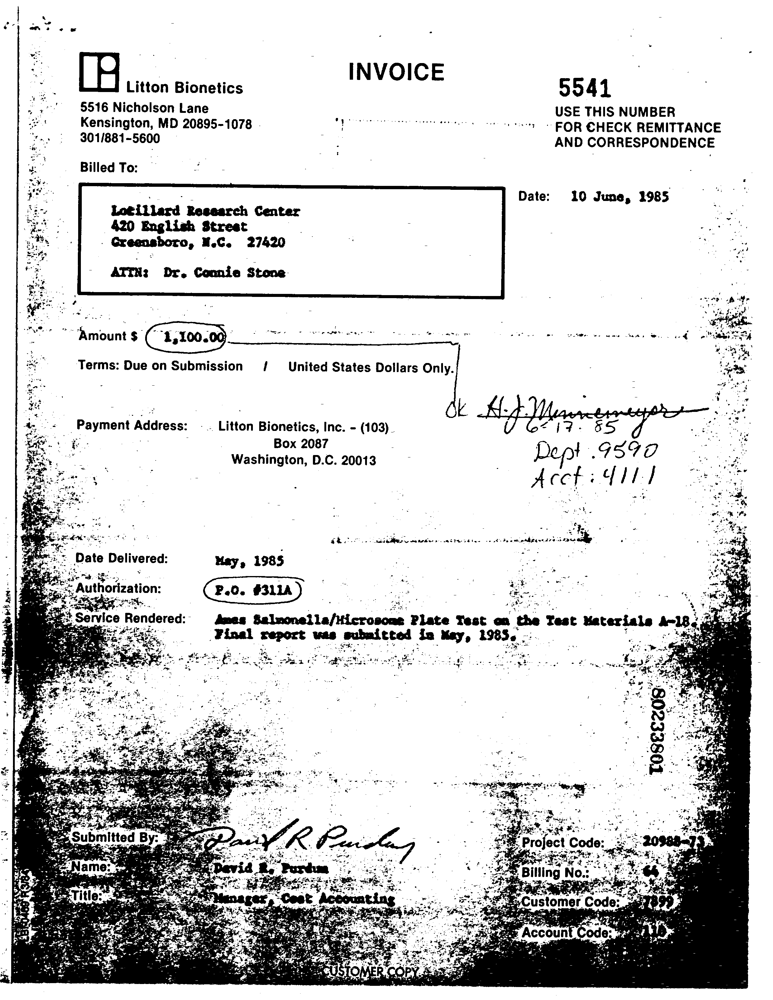 INVOICE
Litton Bionetics
5516 Nicholson Lane
Kensington, MD 20895-1078
301/881-5600
5541
USE THIS NUMBER
FOR CHECK REMITTANCE
AND CORRESPONDENCE
Billed To:
Date: 10 June, 1985
Lorillard Research Center
420 English Street
Greensboro, N.C. 27420
ATTN: Dr. Connie Stone
Amount $ 1,100.00
Terms: Due on Submission / United States Dollars Only.
OK H.J. Minnemeyer
6-17-85
Dept. 9590
Acct: 4111
Payment Address: Litton Bionetics, Inc. - (103)
Box 2087
Washington, D.C. 20013
Date Delivered: May, 1985
Authorization: P.O. #311A
Service Rendered: Ames Salmonella/Microsome Plate Test on the Test Materials A-18.
Final report was submitted in May, 1985.
80233801
Submitted By: David R Purdum
Name: David R. Purdum
Title: Manager, Cost Accounting
Project Code: 20988-73
Billing No.: 64
Customer Code: 7899
Account Code: 110
CUSTOMER COPY